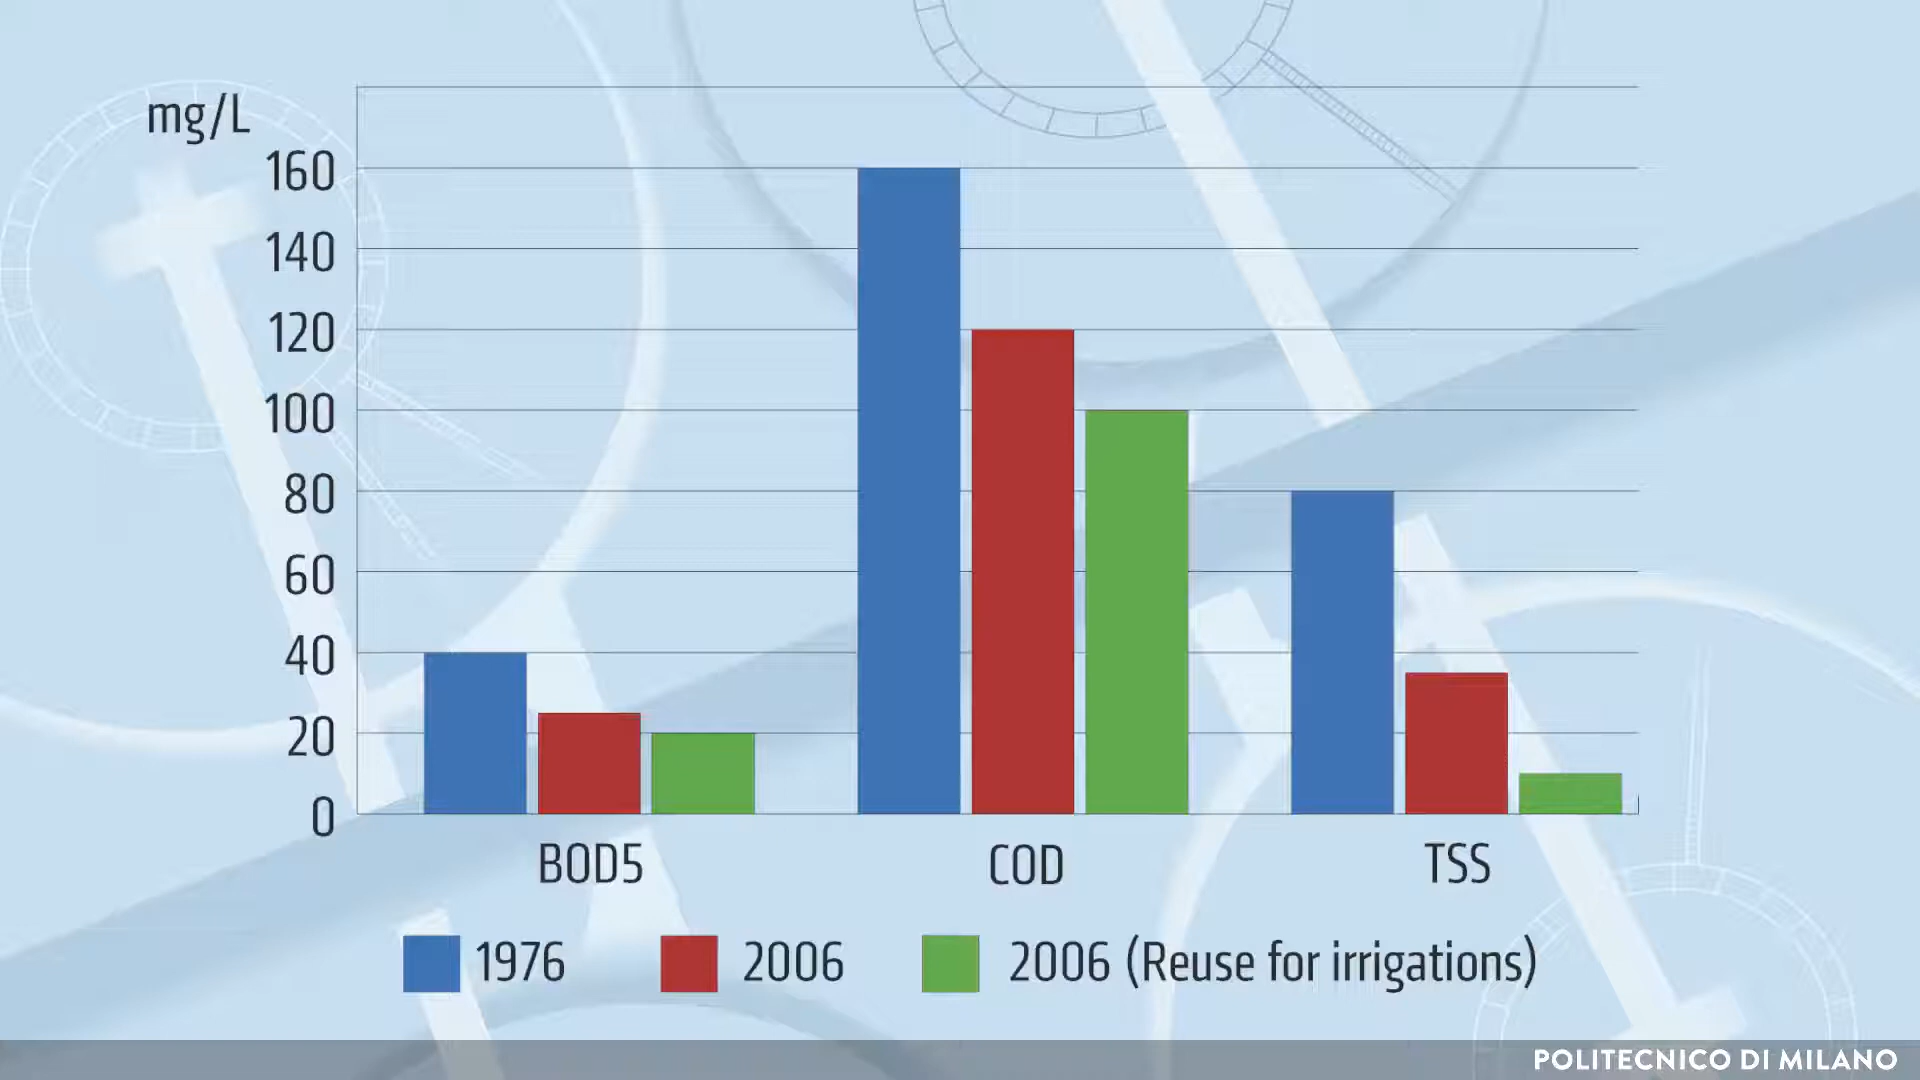 mg/L
160
140
120
100
80
60
40
20
0
BOD5 COD TSS
1976 2006 2006 (Reuse for irrigations)
POLITECNICO DI MILANO